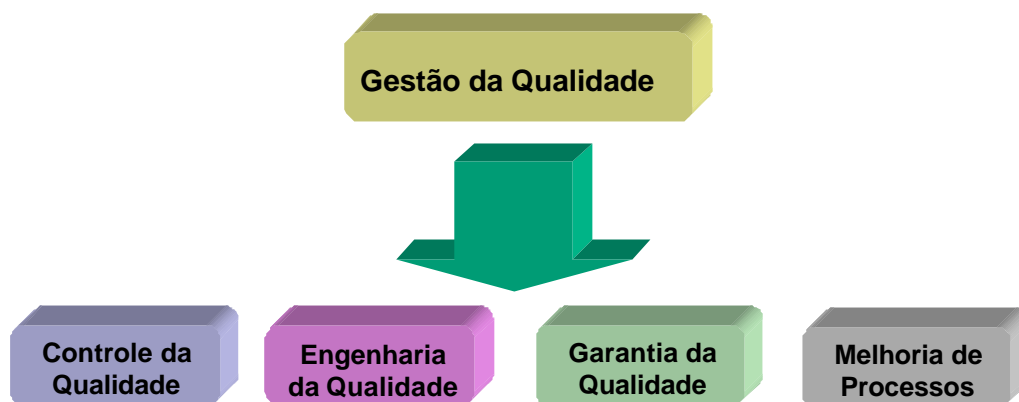 Gestão da Qualidade
Controle da
Qualidade
Engenharia
da Qualidade
Garantia da
Qualidade
Melhoria de
Processos